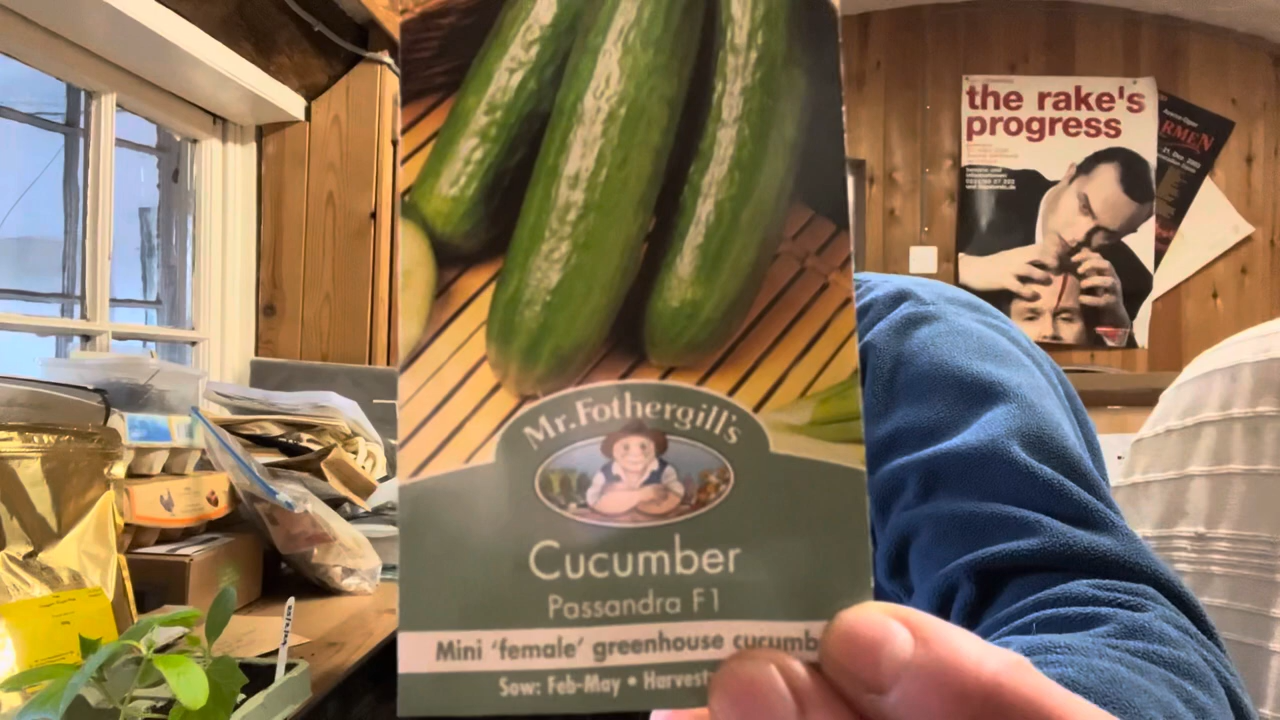 Mr. Fothergill's
Cucumber
Passandra F1
Mini 'female' greenhouse cucumb
Sow: Feb-May • Harvest
the rake's
progress
RMEN